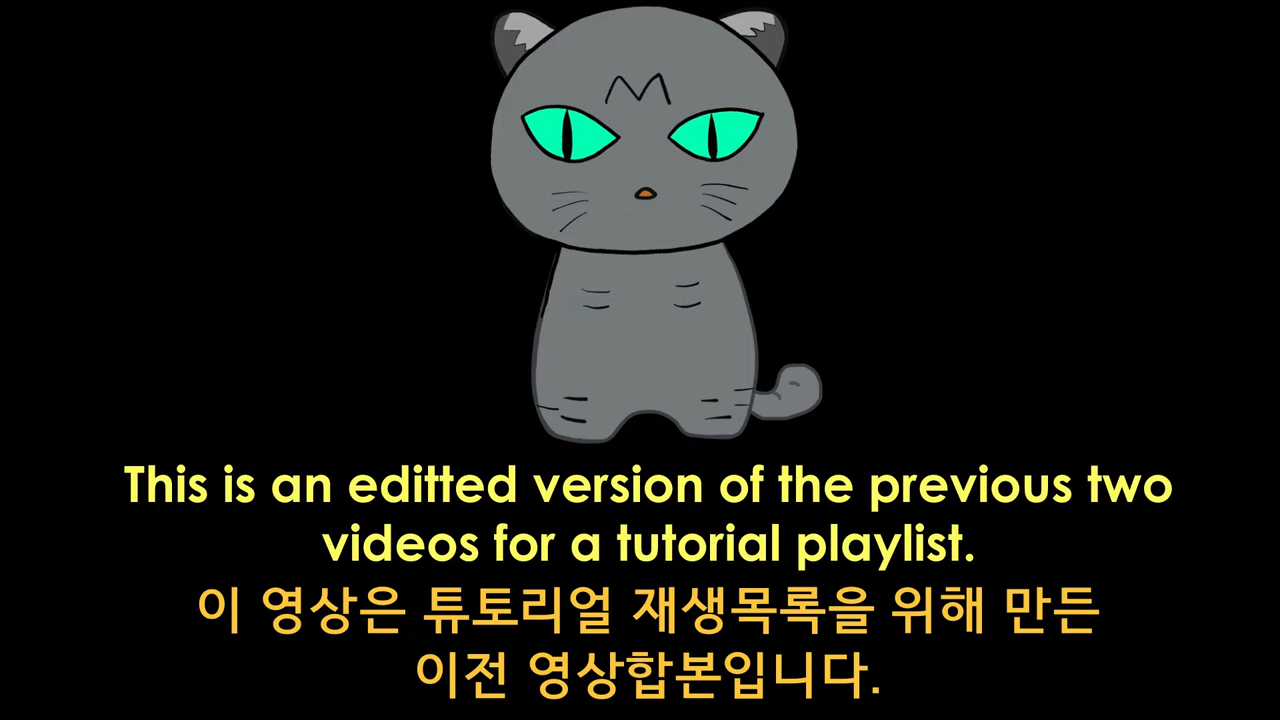 This is an editted version of the previous two
videos for a tutorial playlist.
이 영상은 튜토리얼 재생목록을 위해 만든
이전 영상합본입니다.